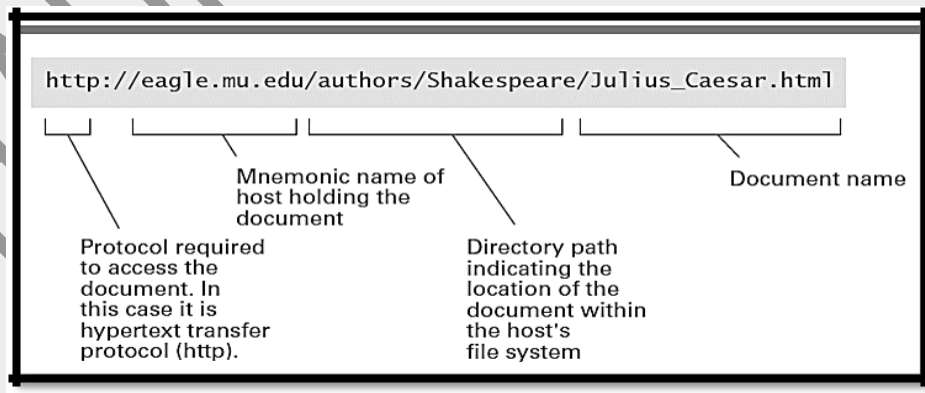 http://eagle.mu.edu/authors/Shakespeare/Julius_Caesar.html
Mnemonic name of
host holding the
document
Document name
Protocol required
to access the
document. In
this case it is
hypertext transfer
protocol (http).
Directory path
indicating the
location of the
document within
the host's
file system